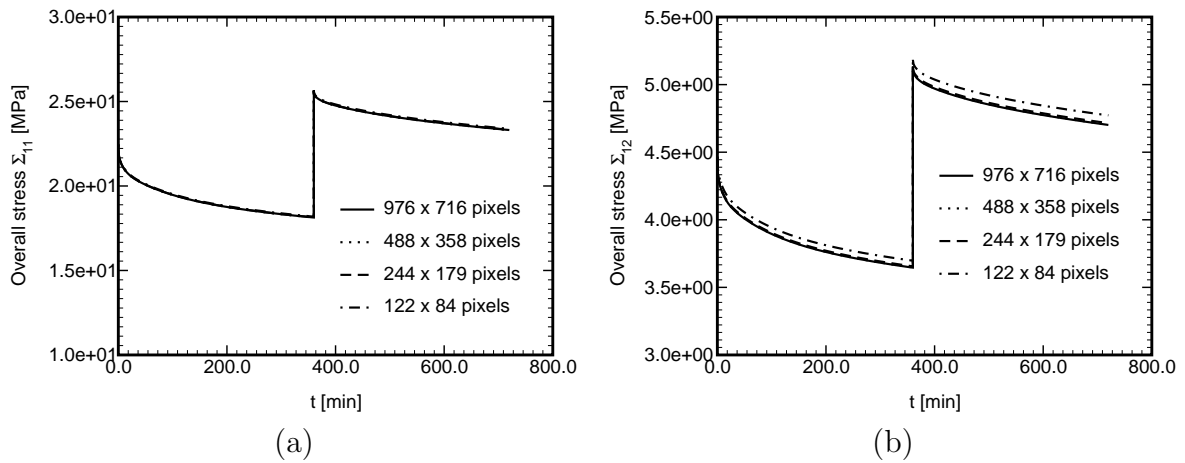 3.0e+01
2.5e+01
2.0e+01
1.5e+01
1.0e+01
Overall stress Σ11 [MPa]
976 x 716 pixels
488 x 358 pixels
244 x 179 pixels
122 x 84 pixels
0.0 200.0 400.0 600.0 800.0
t [min]
(a)
5.5e+00
5.0e+00
4.5e+00
4.0e+00
3.5e+00
3.0e+00
Overall stress Σ12 [MPa]
976 x 716 pixels
488 x 358 pixels
244 x 179 pixels
122 x 84 pixels
0.0 200.0 400.0 600.0 800.0
t [min]
(b)